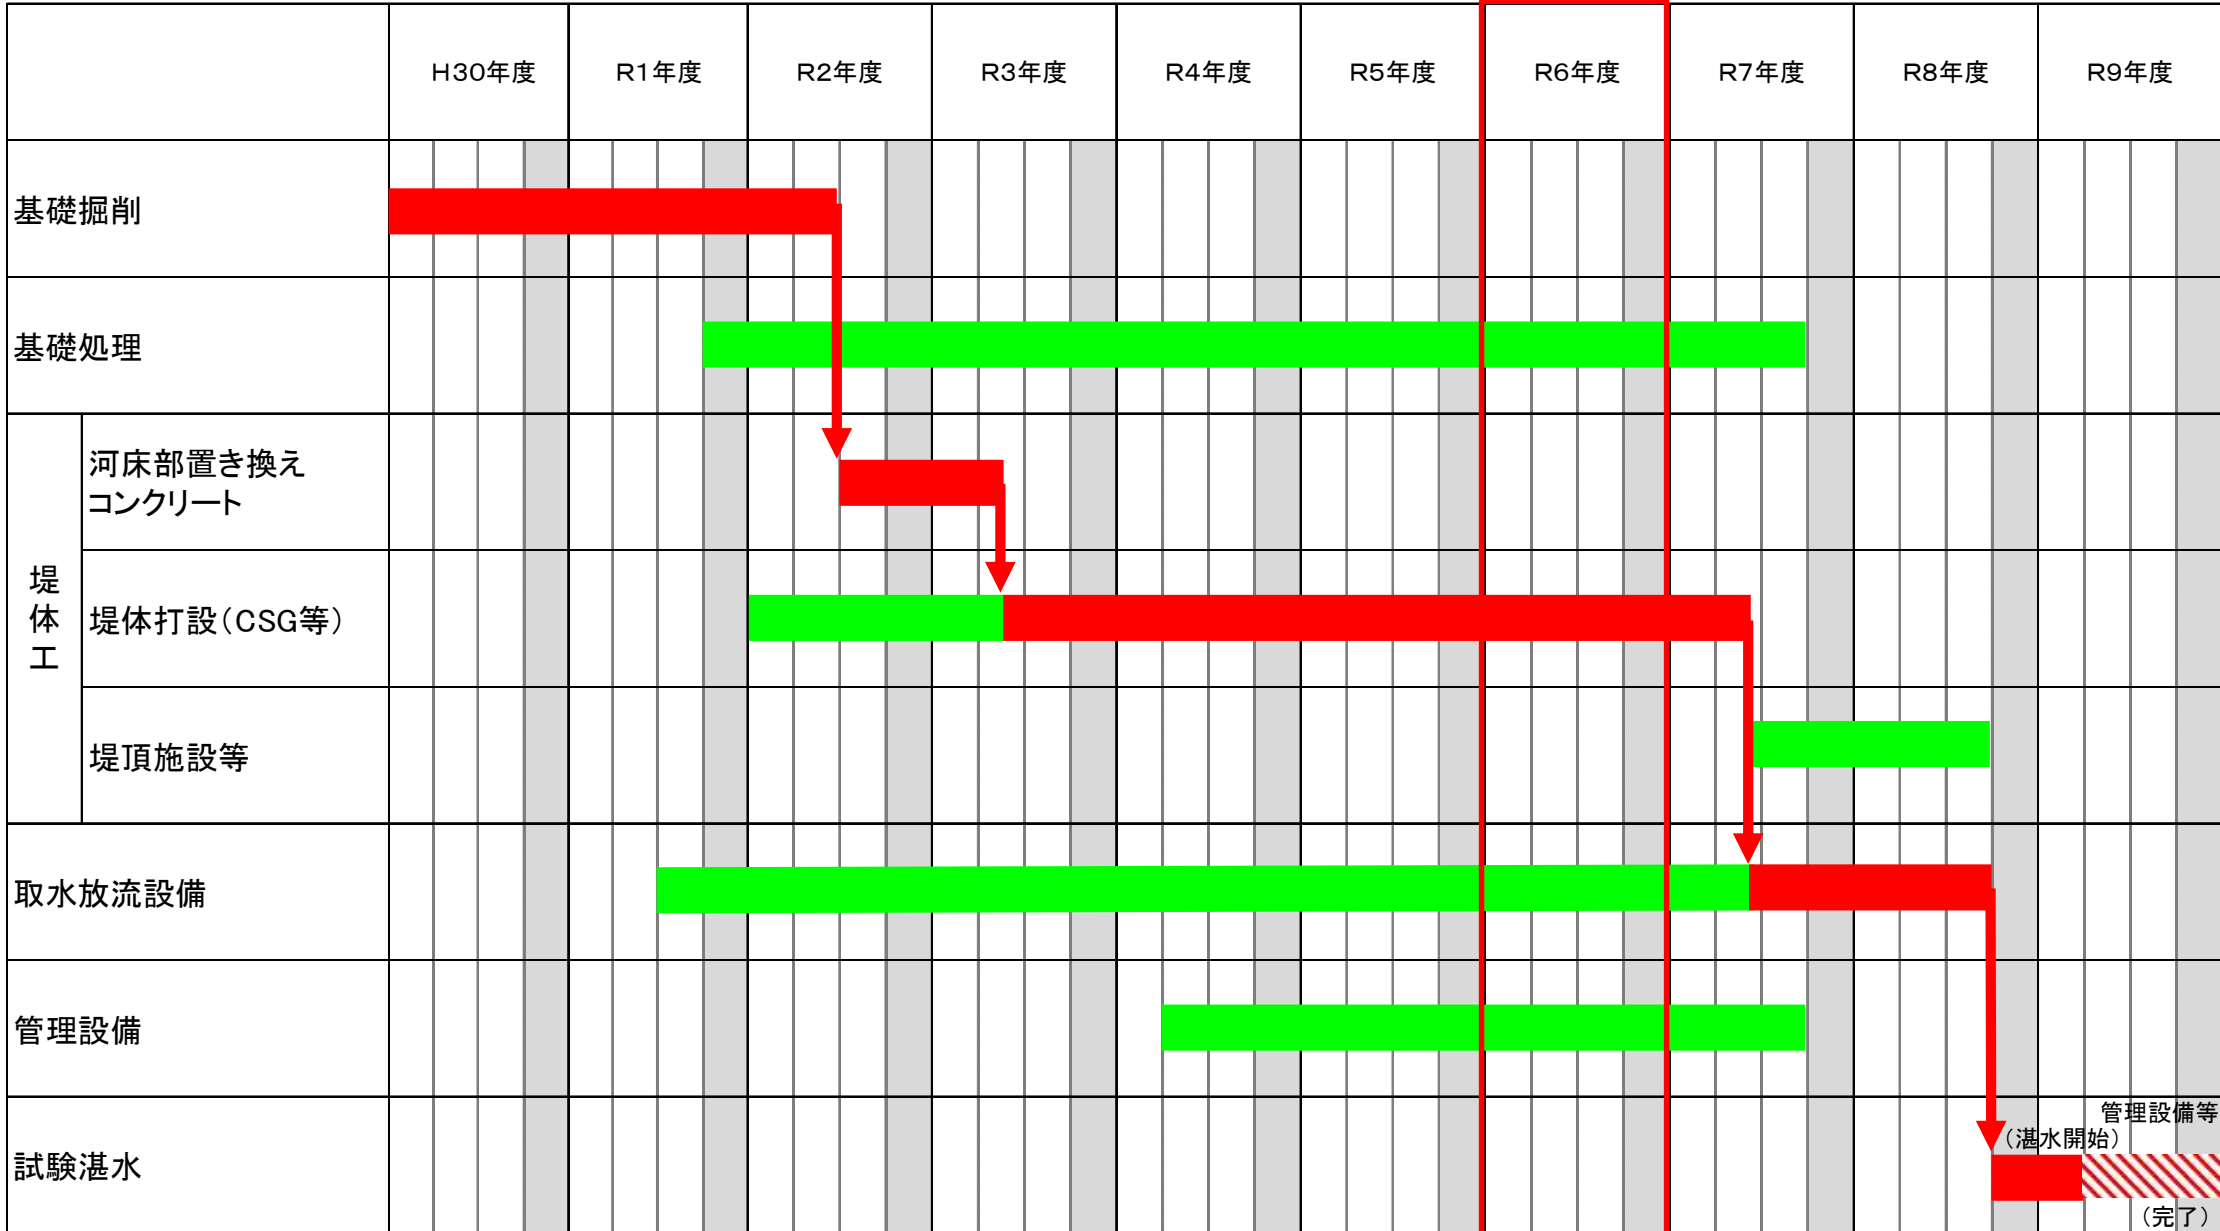 H30年度
R1年度
R2年度
R3年度
R4年度
R5年度
R6年度
R7年度
R8年度
R9年度
基礎掘削
基礎処理
堤体工
河床部置き換え
コンクリート
堤体打設(CSG等)
堤頂施設等
取水放流設備
管理設備
試験湛水
管理設備等
(湛水開始)
(完了)